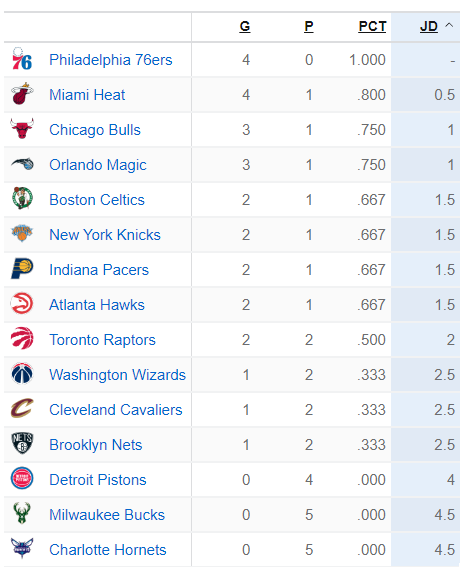 G P PCT JD
Philadelphia 76ers 4 0 1.000 -
Miami Heat 4 1 .800 0.5
Chicago Bulls 3 1 .750 1
Orlando Magic 3 1 .750 1
Boston Celtics 2 1 .667 1.5
New York Knicks 2 1 .667 1.5
Indiana Pacers 2 1 .667 1.5
Atlanta Hawks 2 1 .667 1.5
Toronto Raptors 2 2 .500 2
Washington Wizards 1 2 .333 2.5
Cleveland Cavaliers 1 2 .333 2.5
Brooklyn Nets 1 2 .333 2.5
Detroit Pistons 0 4 .000 4
Milwaukee Bucks 0 5 .000 4.5
Charlotte Hornets 0 5 .000 4.5